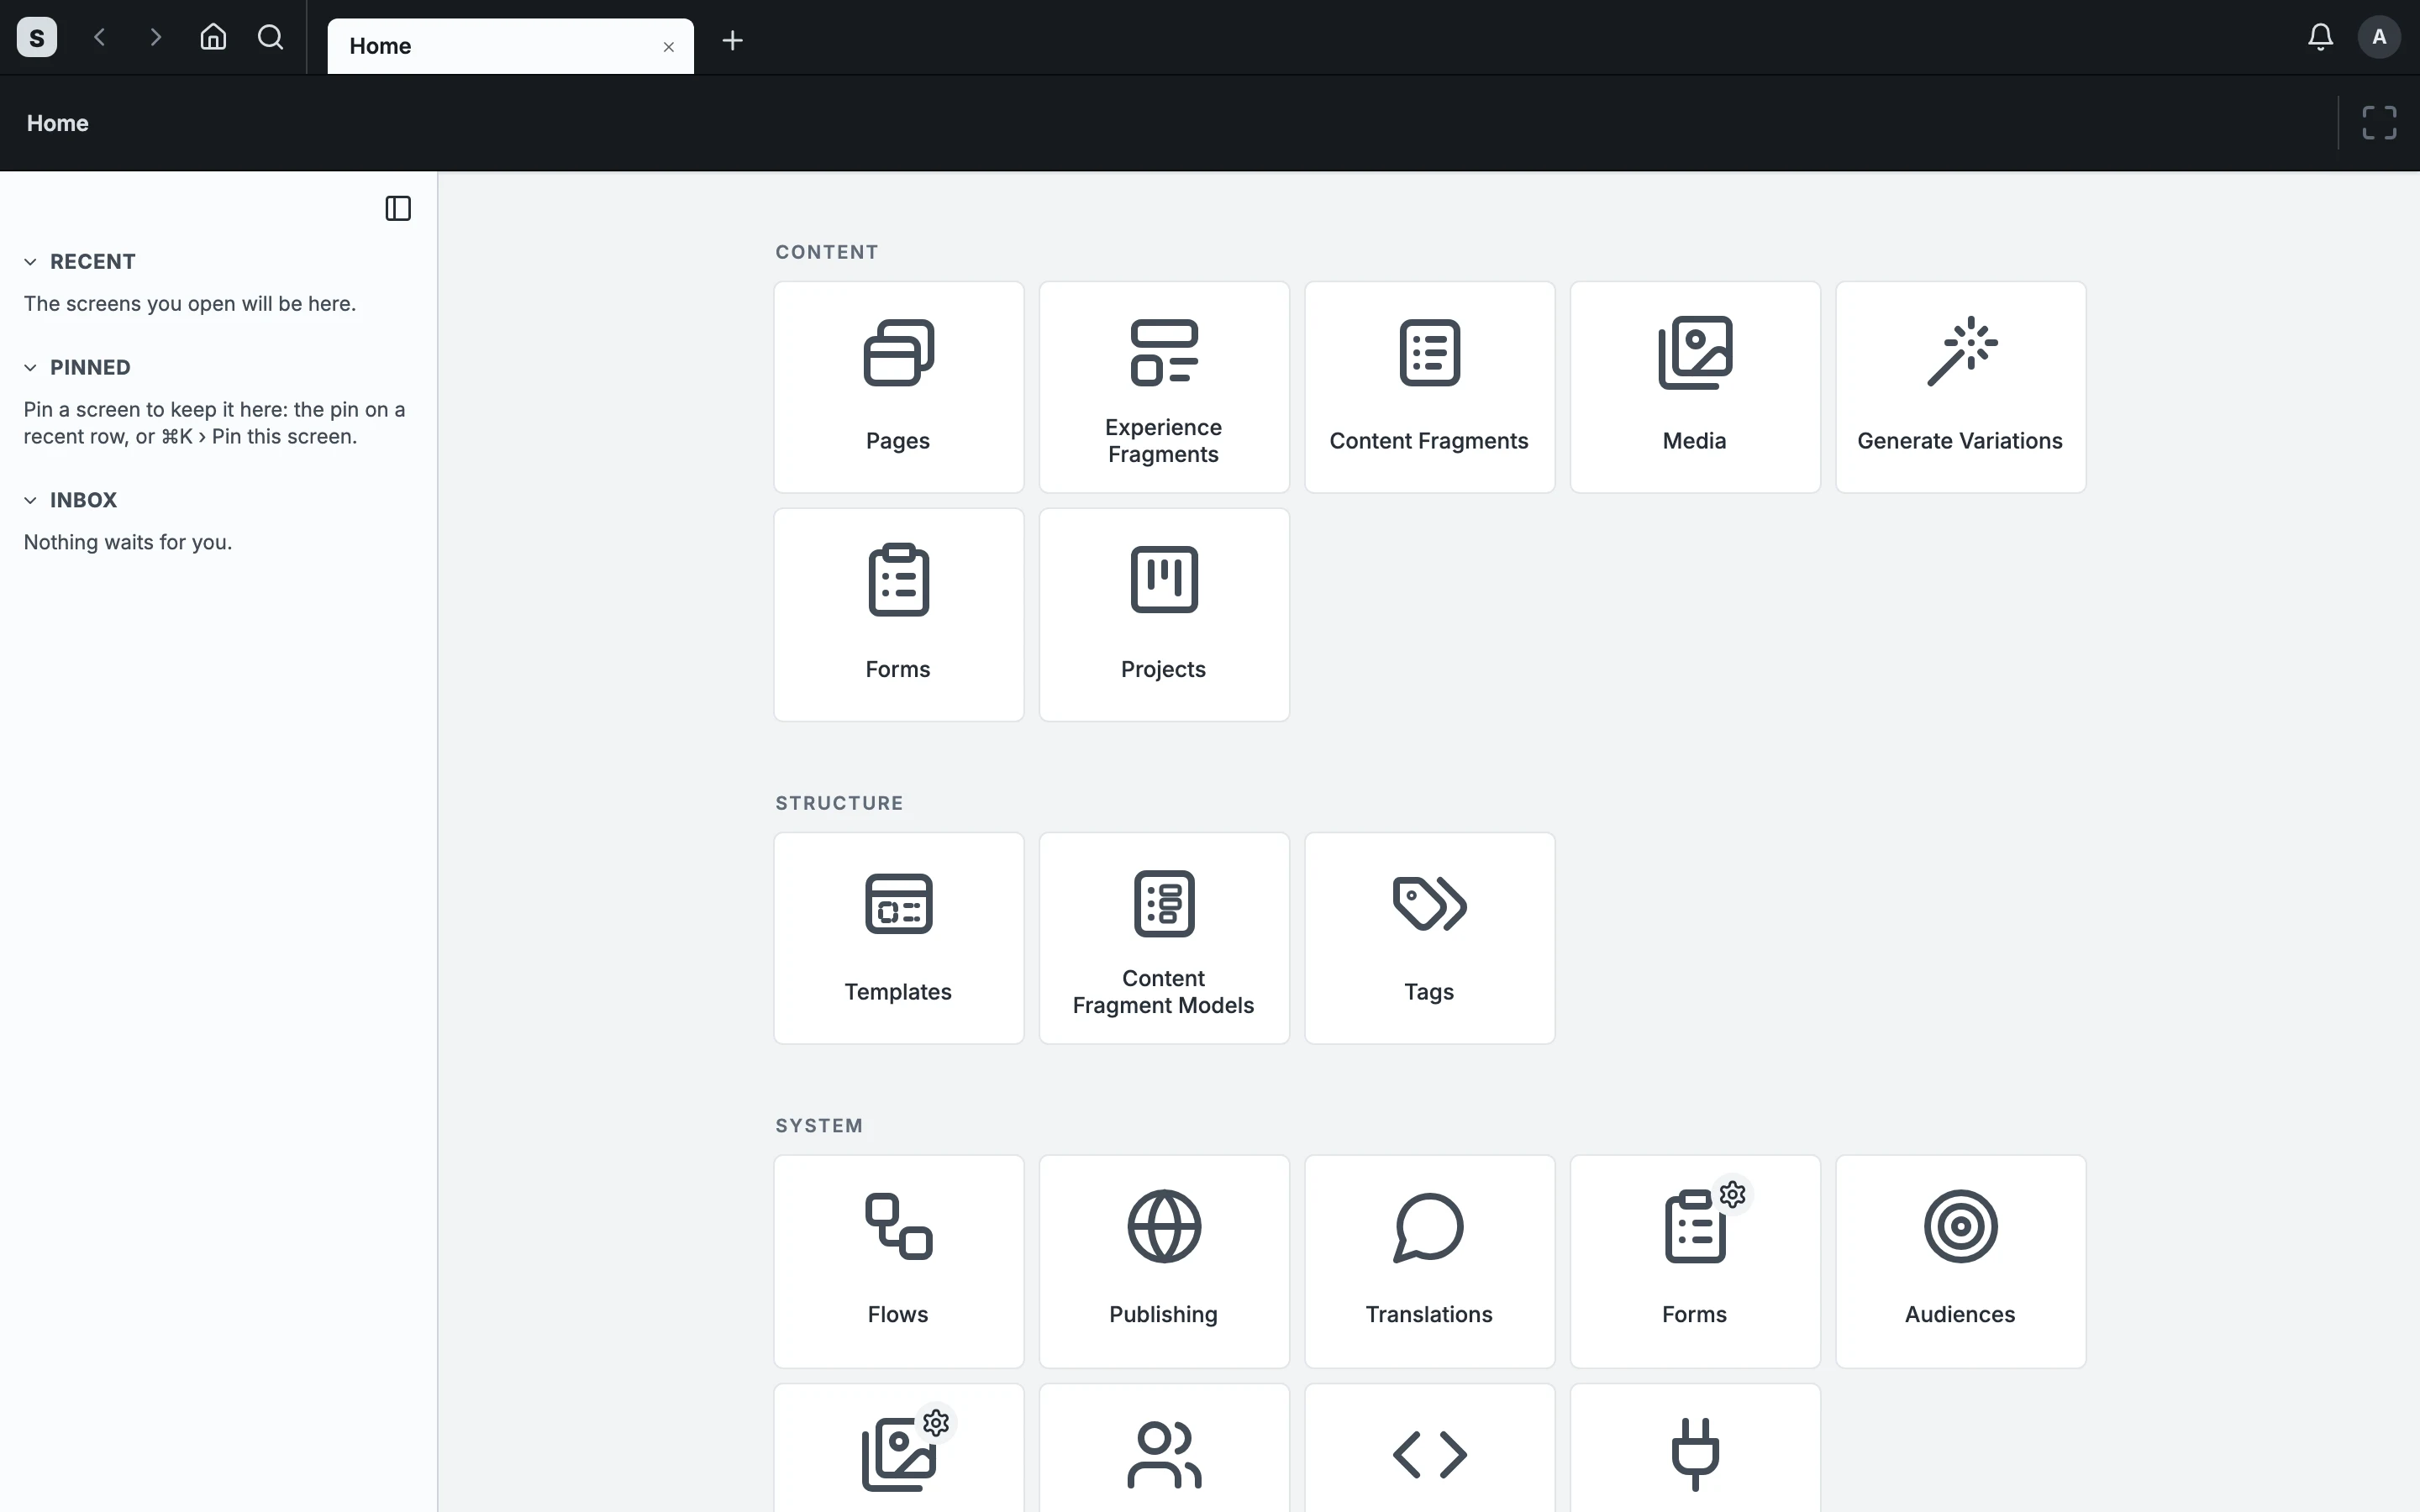 S
Home
A
Home
RECENT
The screens you open will be here.
PINNED
Pin a screen to keep it here: the pin on a
recent row, or ⌘K › Pin this screen.
INBOX
Nothing waits for you.
CONTENT
Pages
Experience
Fragments
Content Fragments
Media
Generate Variations
Forms
Projects
STRUCTURE
Templates
Content
Fragment Models
Tags
SYSTEM
Flows
Publishing
Translations
Forms
Audiences